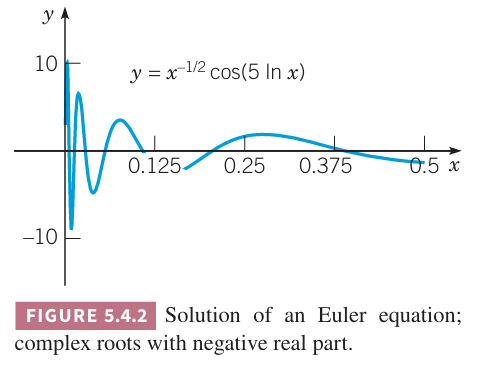 y
10
y = x⁻¹/² cos(5 ln x)
0.125 0.25 0.375 0.5 x
−10
FIGURE 5.4.2 Solution of an Euler equation;
complex roots with negative real part.